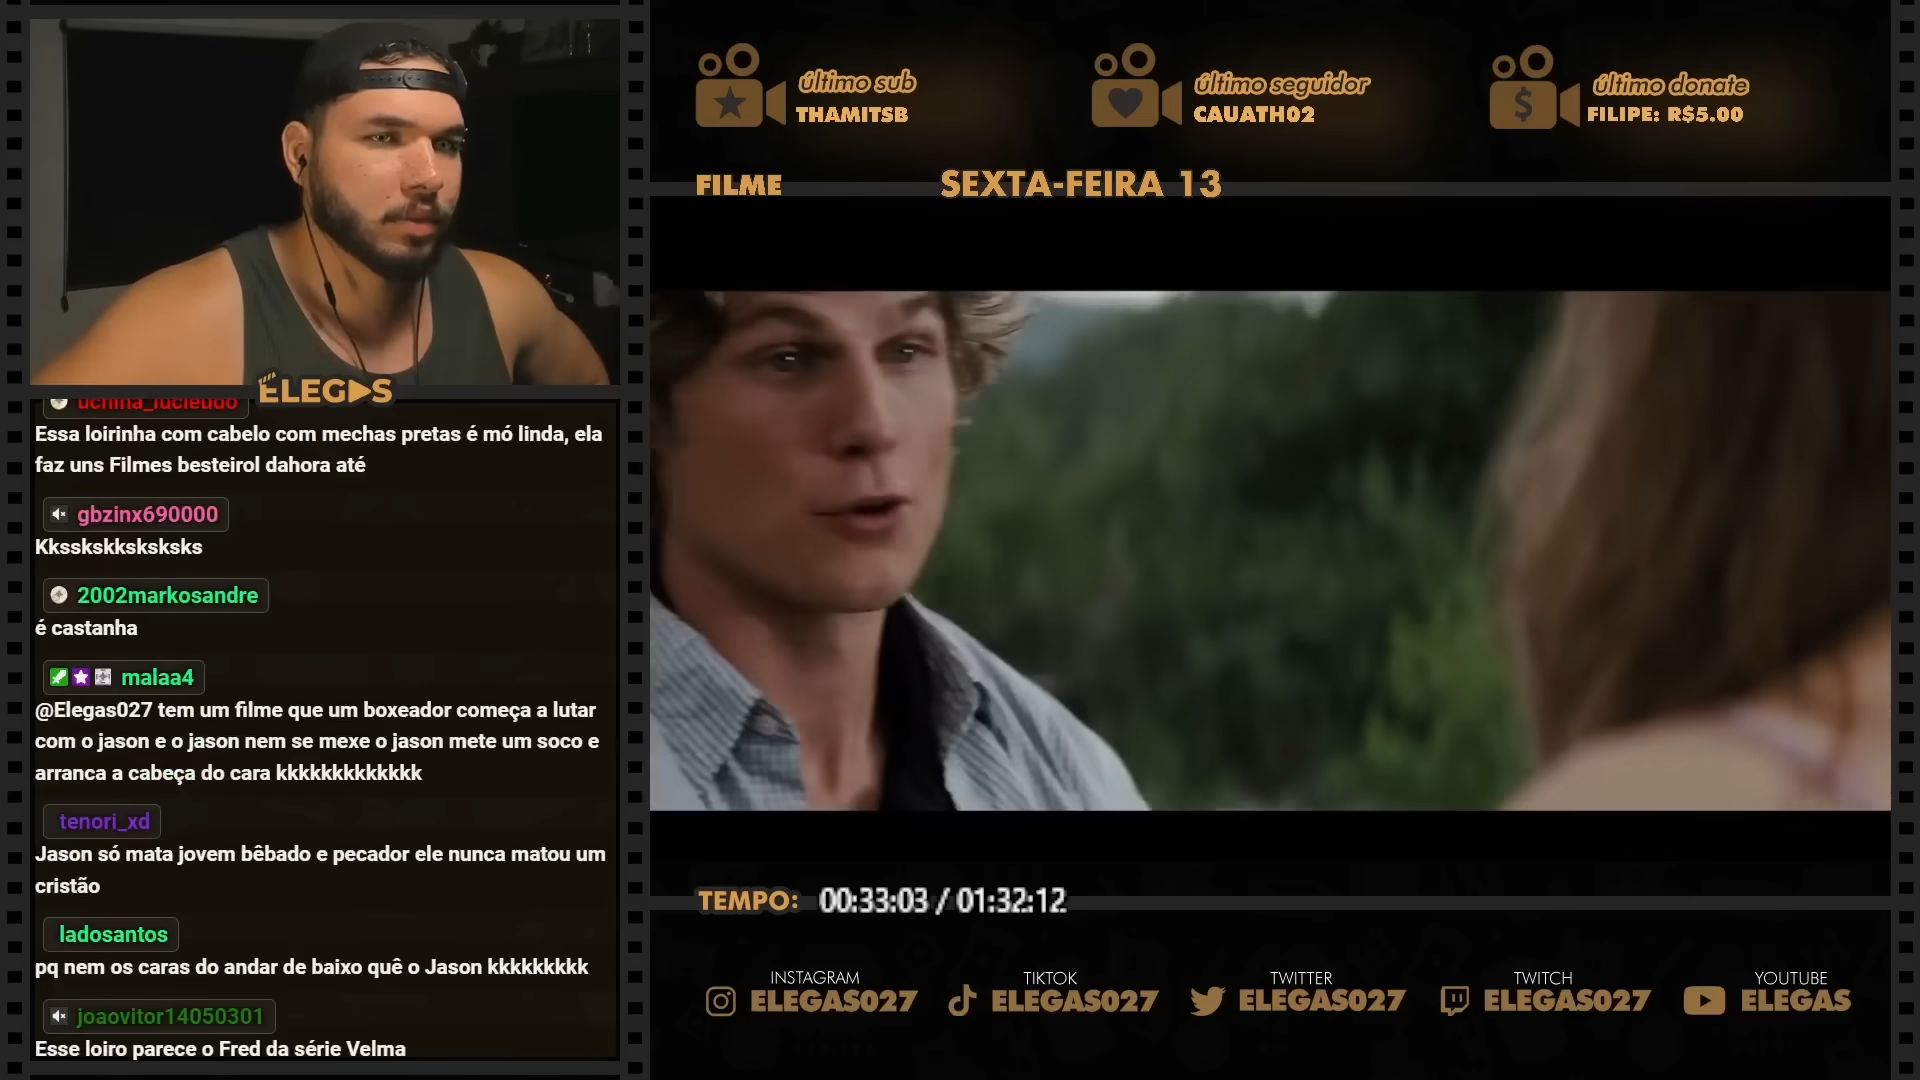 último sub
THAMITSB
último seguidor
CAUATH02
último donate
FILIPE: R$5.00
FILME
SEXTA-FEIRA 13
ELEGAS
uchiha_lucieudo
Essa loirinha com cabelo com mechas pretas é mó linda, ela
faz uns Filmes besteirol dahora até
gbzinx690000
Kksskskksksksks
2002markosandre
é castanha
malaa4
@Elegas027 tem um filme que um boxeador começa a lutar
com o jason e o jason nem se mexe o jason mete um soco e
arranca a cabeça do cara kkkkkkkkkkkkk
tenori_xd
Jason só mata jovem bêbado e pecador ele nunca matou um
cristão
ladosantos
pq nem os caras do andar de baixo quê o Jason kkkkkkkkk
joaovitor14050301
Esse loiro parece o Fred da série Velma
TEMPO: 00:33:03 / 01:32:12
INSTAGRAM
ELEGAS027
TIKTOK
ELEGAS027
TWITTER
ELEGAS027
TWITCH
ELEGAS027
YOUTUBE
ELEGAS